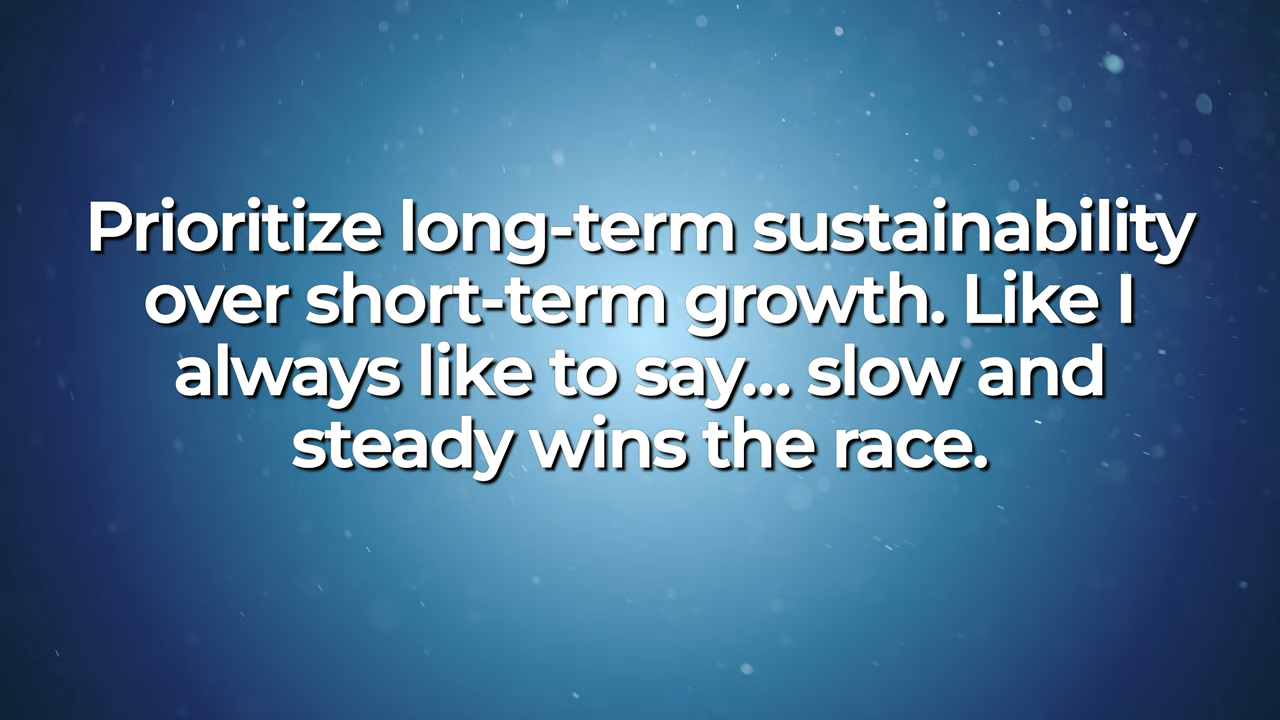 Prioritize long-term sustainability
over short-term growth. Like I
always like to say... slow and
steady wins the race.